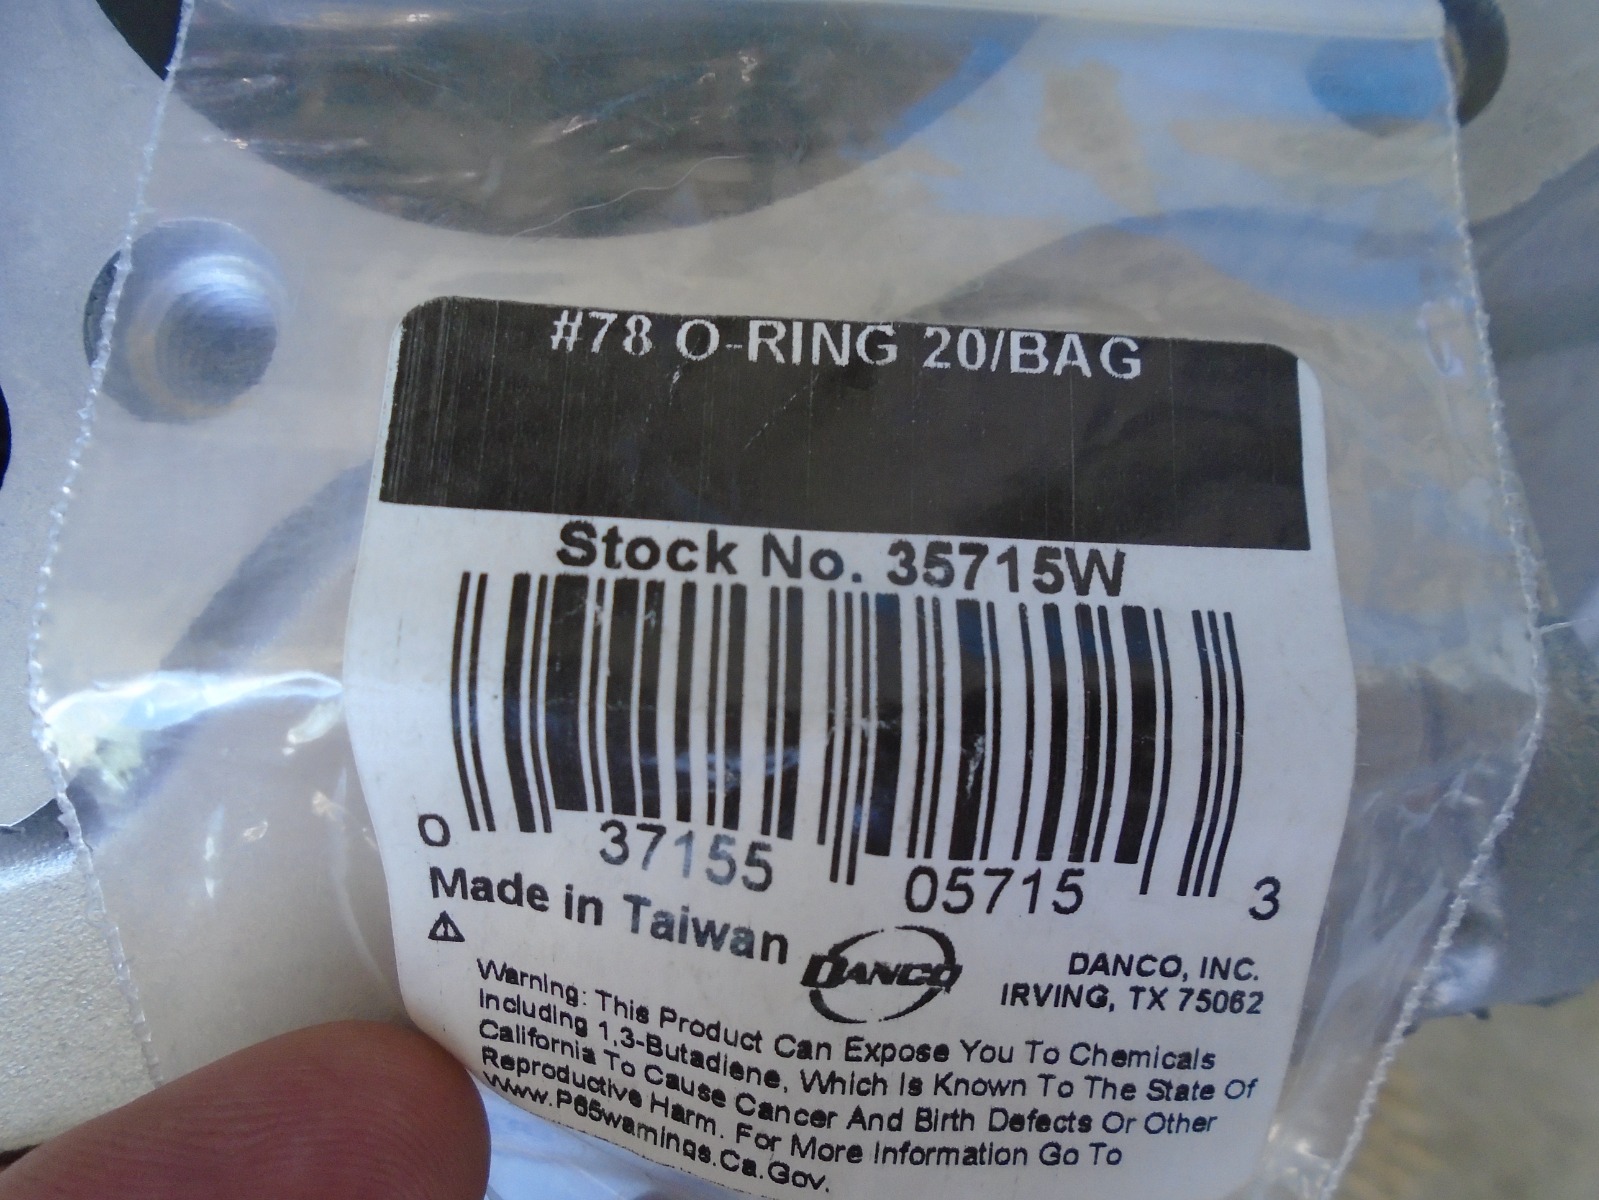 #78 O-RING 20/BAG
Stock No. 35715W
0 37155 05715 3
Made in Taiwan
DANCO
DANCO, INC.
IRVING, TX 75062
Warning: This Product Can Expose You To Chemicals
Including 1,3-Butadiene, Which Is Known To The State Of
California To Cause Cancer And Birth Defects Or Other
Reproductive Harm. For More Information Go To
Www.P65warnings.Ca.Gov.